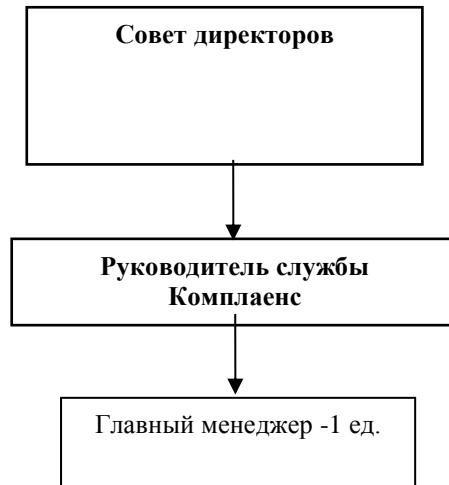 Совет директоров
Руководитель службы
Комплаенс
Главный менеджер -1 ед.